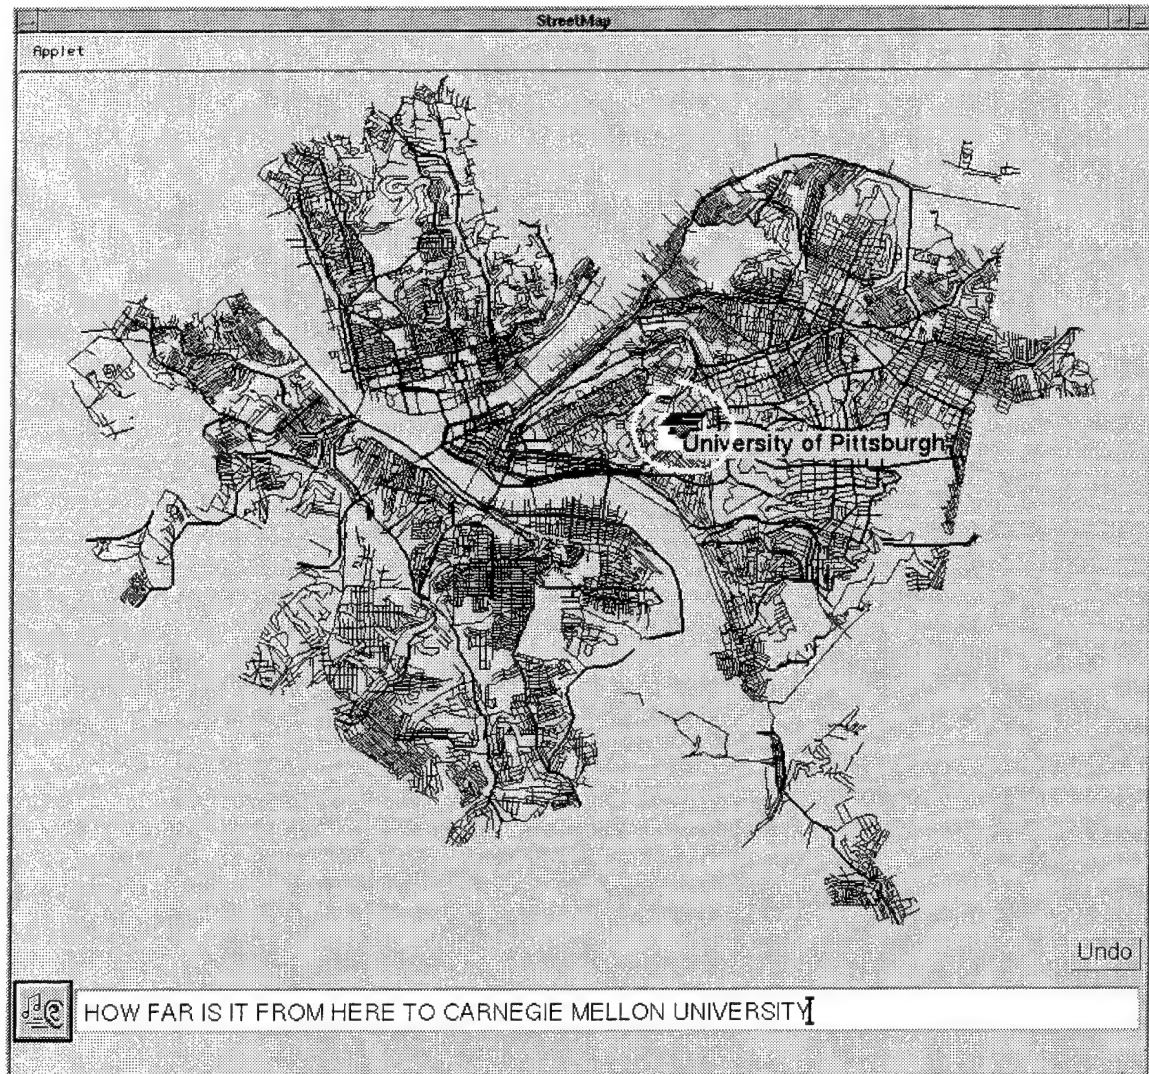 StreetMap
Applet
University of Pittsburgh
Undo
HOW FAR IS IT FROM HERE TO CARNEGIE MELLON UNIVERSITY